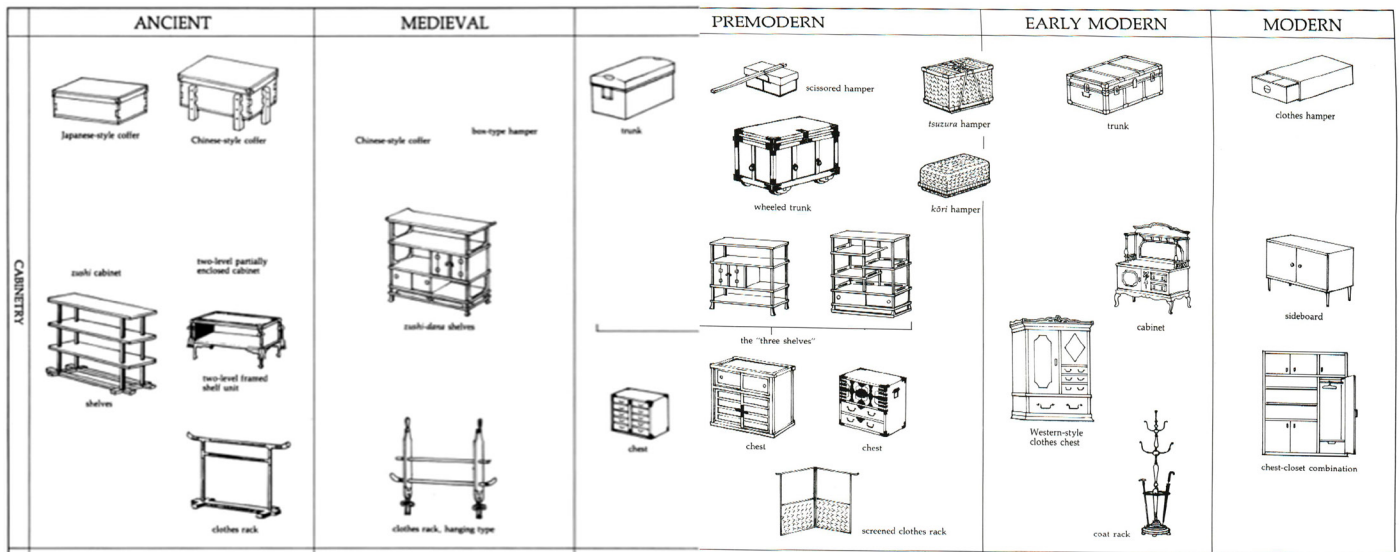 ANCIENT
MEDIEVAL
PREMODERN
EARLY MODERN
MODERN
CABINETRY
Japanese-style coffer
Chinese-style coffer
zushi cabinet
two-level partially
enclosed cabinet
shelves
two-level framed
shelf unit
clothes rack
Chinese-style coffer
box-type hamper
zushi-dana shelves
clothes rack, hanging type
trunk
scissored hamper
tsuzura hamper
wheeled trunk
kōri hamper
the "three shelves"
chest
chest
chest
screened clothes rack
trunk
cabinet
Western-style
clothes chest
coat rack
clothes hamper
sideboard
chest-closet combination